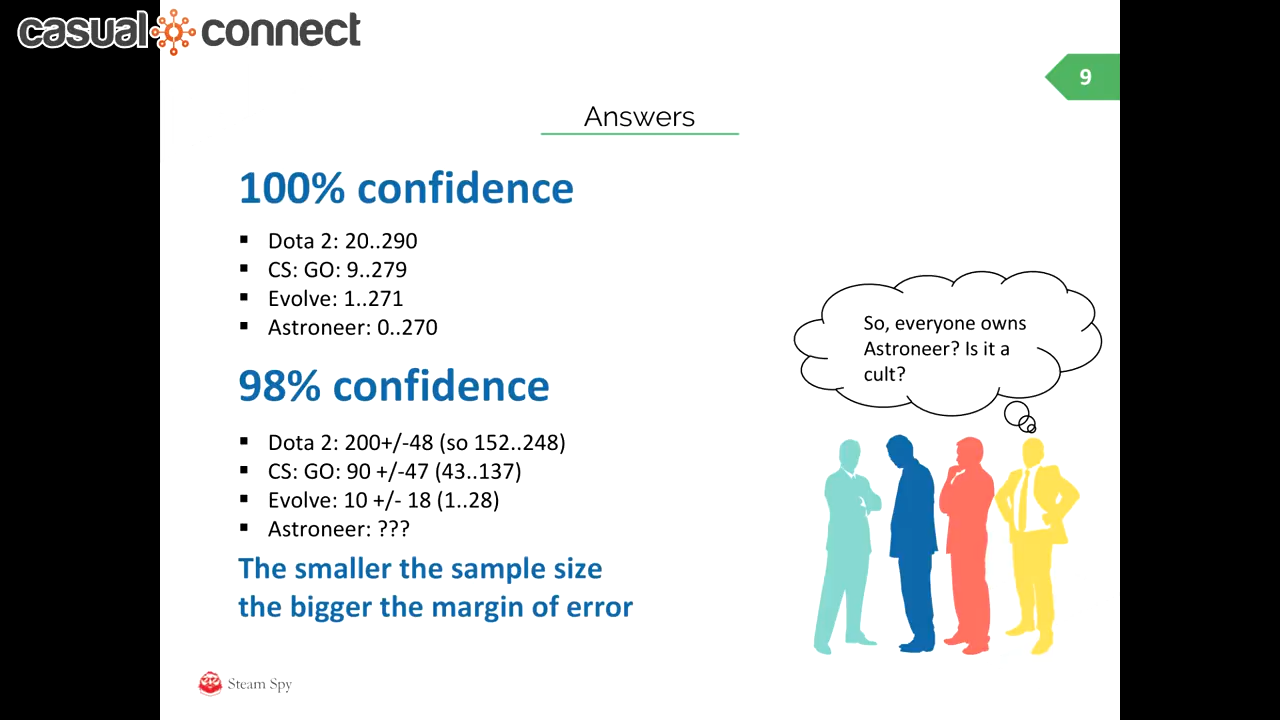 casual connect
9
Answers
100% confidence
▪ Dota 2: 20..290
▪ CS: GO: 9..279
▪ Evolve: 1..271
▪ Astroneer: 0..270
98% confidence
▪ Dota 2: 200+/-48 (so 152..248)
▪ CS: GO: 90 +/-47 (43..137)
▪ Evolve: 10 +/- 18 (1..28)
▪ Astroneer: ???
The smaller the sample size
the bigger the margin of error
So, everyone owns
Astroneer? Is it a
cult?
Steam Spy